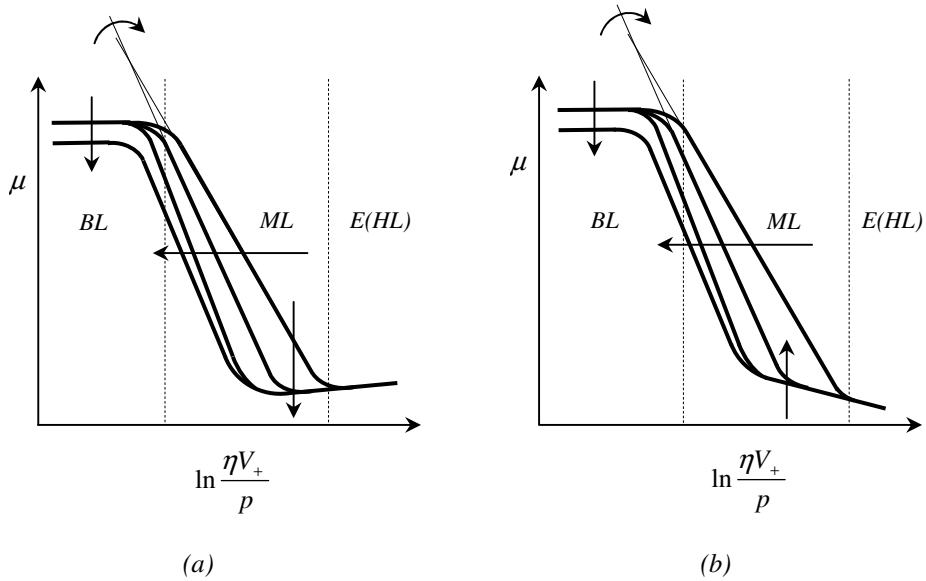 μ
BL
ML
E(HL)
ln ηV₊/p
(a)
μ
BL
ML
E(HL)
ln ηV₊/p
(b)